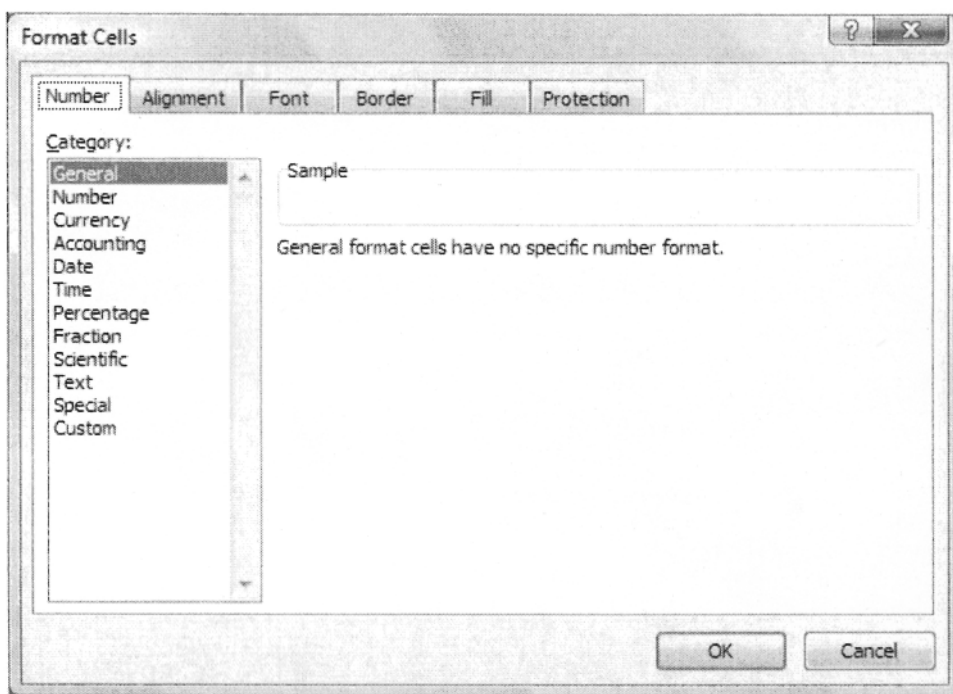 Format Cells
? X
Number Alignment Font Border Fill Protection
Category:
General
Number
Currency
Accounting
Date
Time
Percentage
Fraction
Scientific
Text
Special
Custom
Sample
General format cells have no specific number format.
OK Cancel